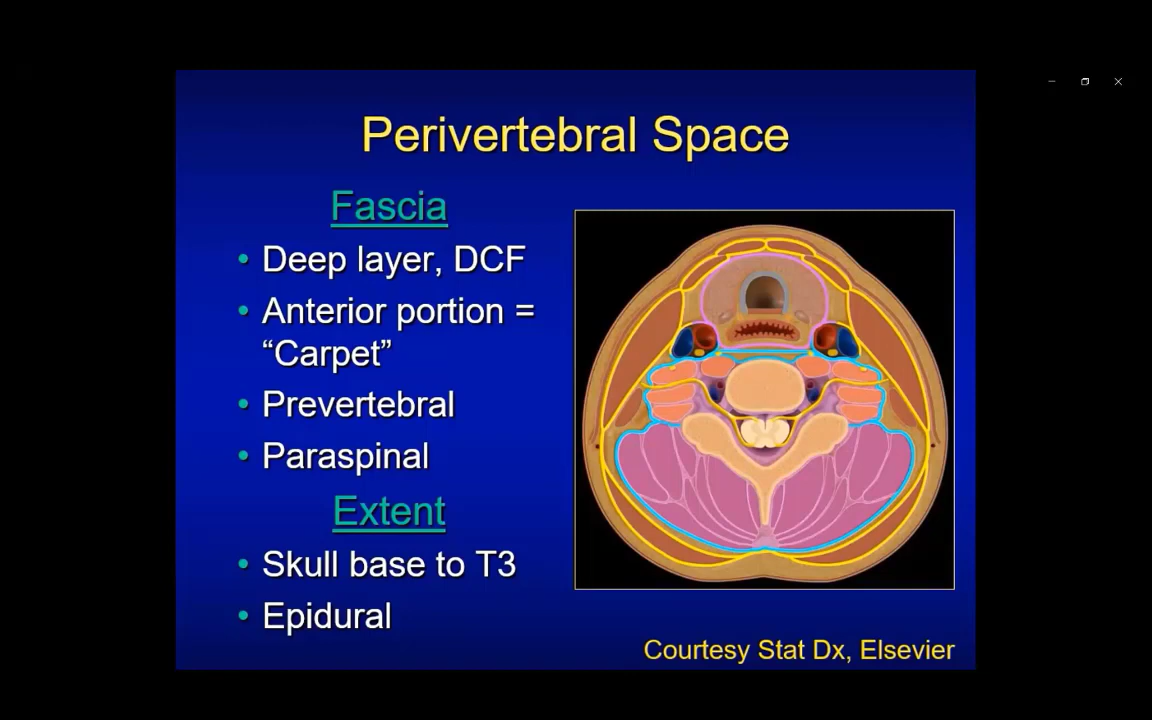 Perivertebral Space
Fascia
• Deep layer, DCF
• Anterior portion =
“Carpet”
• Prevertebral
• Paraspinal
Extent
• Skull base to T3
• Epidural
Courtesy Stat Dx, Elsevier